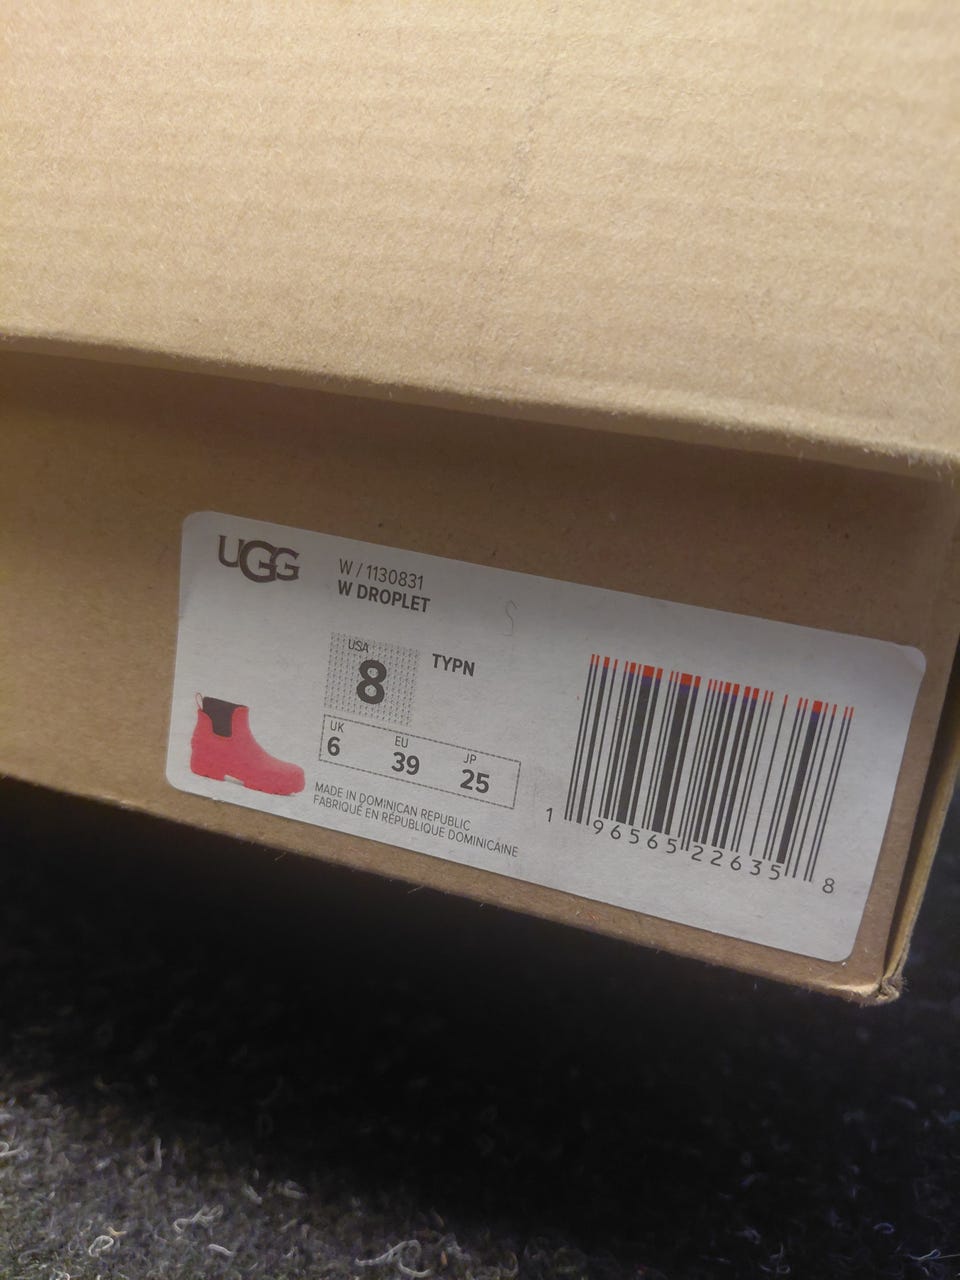 UGG
W / 1130831
W DROPLET
USA
8
TYPN
UK
6
EU
39
JP
25
MADE IN DOMINICAN REPUBLIC
FABRIQUÉ EN RÉPUBLIQUE DOMINICAINE
1 96565 22635 8